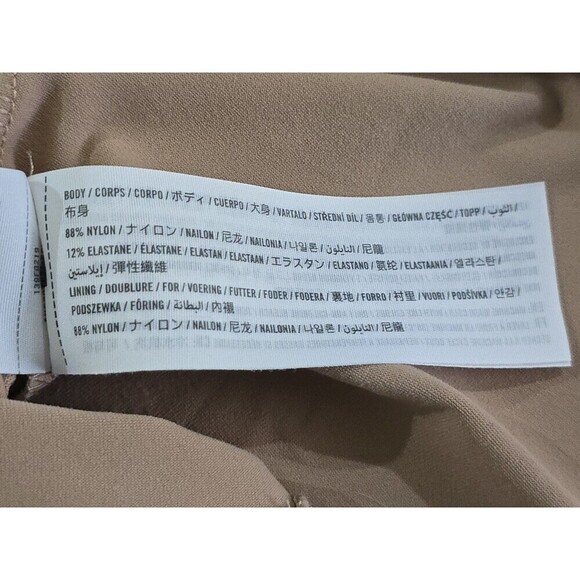 BODY / CORPS / CORPO / ボディ / CUERPO / 大身 / VARTALO / STŘEDNÍ DÍL / 몸통 / GŁÓWNA CZĘŚĆ / TOPP / الثوب /
布身
88% NYLON / ナイロン / NAILON / 尼龙 / NAILONIA / 나일론 / النايلون / 尼龍
12% ELASTANE / ÉLASTANE / ELASTAN / ELASTAAN / エラスタン / ELASTANO / 氨纶 / ELASTAANIA / 엘라스탄 /
إيلاستين / 彈性纖維
LINING / DOUBLURE / FOR / VOERING / FUTTER / FODER / FODERA / 裏地 / FORRO / 衬里 / VUORI / PODŠÍVKA / 안감 /
PODSZEWKA / FÔRING / البطانة / 內襯
88% NYLON / ナイロン / NAILON / 尼龙 / NAILONIA / 나일론 / النايلون / 尼龍